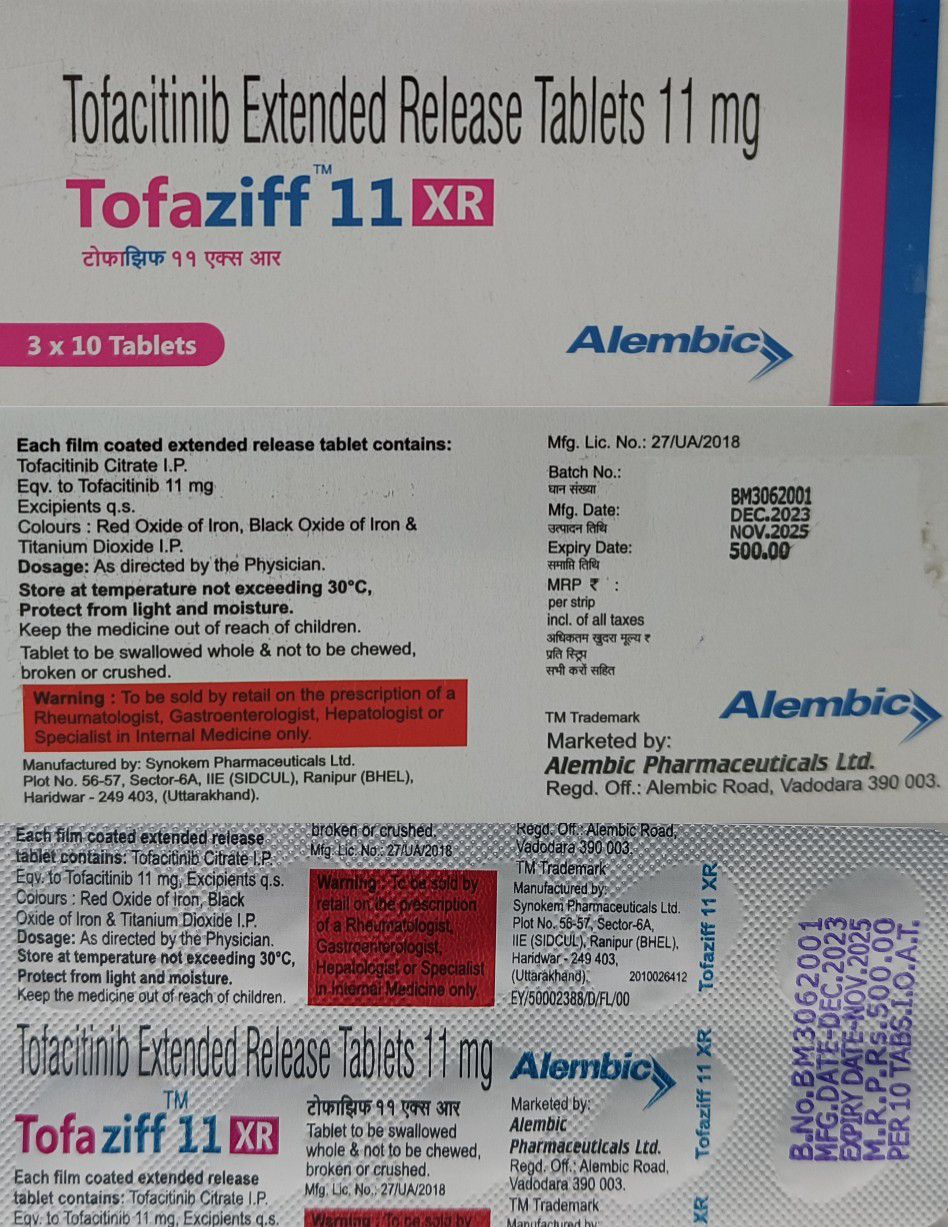 Tofacitinib Extended Release Tablets 11 mg
Tofaziff™ 11 XR
टोफाझिफ ११ एक्स आर
3 x 10 Tablets
Alembic
Each film coated extended release tablet contains:
Tofacitinib Citrate I.P.
Eqv. to Tofacitinib 11 mg
Excipients q.s.
Colours : Red Oxide of Iron, Black Oxide of Iron &
Titanium Dioxide I.P.
Dosage: As directed by the Physician.
Store at temperature not exceeding 30°C,
Protect from light and moisture.
Keep the medicine out of reach of children.
Tablet to be swallowed whole & not to be chewed,
broken or crushed.
Warning : To be sold by retail on the prescription of a
Rheumatologist, Gastroenterologist, Hepatologist or
Specialist in Internal Medicine only.
Manufactured by: Synokem Pharmaceuticals Ltd.
Plot No. 56-57, Sector-6A, IIE (SIDCUL), Ranipur (BHEL),
Haridwar - 249 403, (Uttarakhand).
Mfg. Lic. No.: 27/UA/2018
Batch No.:
घान संख्या
Mfg. Date:
उत्पादन तिथि
Expiry Date:
समाप्ति तिथि
MRP ₹ :
per strip
incl. of all taxes
अधिकतम खुदरा मूल्य ₹
प्रति स्ट्रिप
सभी करों सहित
BM3062001
DEC.2023
NOV.2025
500.00
Alembic
TM Trademark
Marketed by:
Alembic Pharmaceuticals Ltd.
Regd. Off.: Alembic Road, Vadodara 390 003.
Each film coated extended release
tablet contains: Tofacitinib Citrate I.P.
Eqv. to Tofacitinib 11 mg, Excipients q.s.
Colours : Red Oxide of Iron, Black
Oxide of Iron & Titanium Dioxide I.P.
Dosage: As directed by the Physician.
Store at temperature not exceeding 30°C,
Protect from light and moisture.
Keep the medicine out of reach of children.
broken or crushed.
Mfg. Lic. No.: 27/UA/2018
Warning : To be sold by
retail on the prescription
of a Rheumatologist,
Gastroenterologist,
Hepatologist or Specialist
in Internal Medicine only.
Regd. Off.: Alembic Road,
Vadodara 390 003.
TM Trademark
Manufactured by:
Synokem Pharmaceuticals Ltd.
Plot No. 56-57, Sector-6A,
IIE (SIDCUL), Ranipur (BHEL),
Haridwar - 249 403,
(Uttarakhand). 2010026412
EY/50002388/D/FL/00
Tofaziff 11 XR
Tofacitinib Extended Release Tablets 11 mg
Tofaziff™ 11 XR
टोफाझिफ ११ एक्स आर
Tablet to be swallowed
whole & not to be chewed,
broken or crushed.
Mfg. Lic. No.: 27/UA/2018
Warning : To be sold by
Each film coated extended release
tablet contains: Tofacitinib Citrate I.P.
Eqv. to Tofacitinib 11 mg, Excipients q.s.
Alembic
Marketed by:
Alembic
Pharmaceuticals Ltd.
Regd. Off.: Alembic Road,
Vadodara 390 003.
TM Trademark
Manufactured by:
Tofaziff 11 XR
XR
B.No.BM3062001
MFG.DATE-DEC.2023
EXPIRY DATE-NOV.2025
M.R.P.Rs.500.00
PER 10 TABS.I.O.A.T.